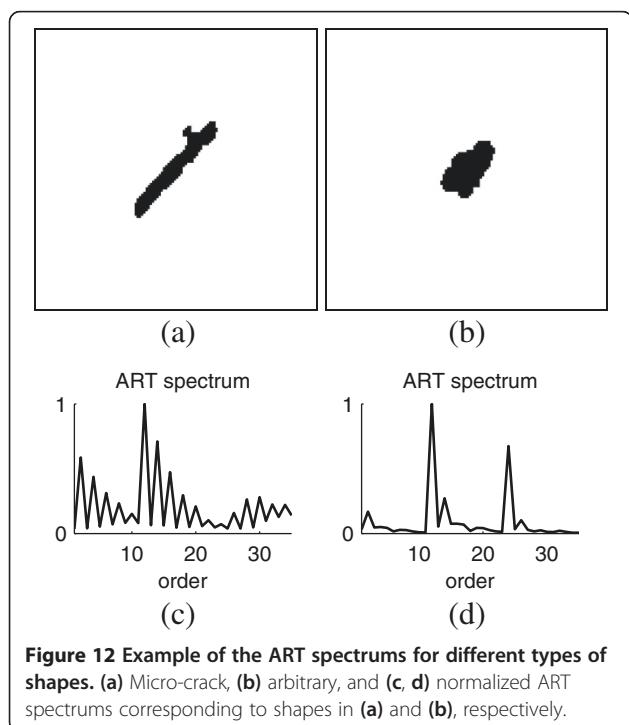 (a)
(b)
ART spectrum
1
0
10
20
30
order
(c)
ART spectrum
1
0
10
20
30
order
(d)
Figure 12 Example of the ART spectrums for different types of
shapes. (a) Micro-crack, (b) arbitrary, and (c, d) normalized ART
spectrums corresponding to shapes in (a) and (b), respectively.